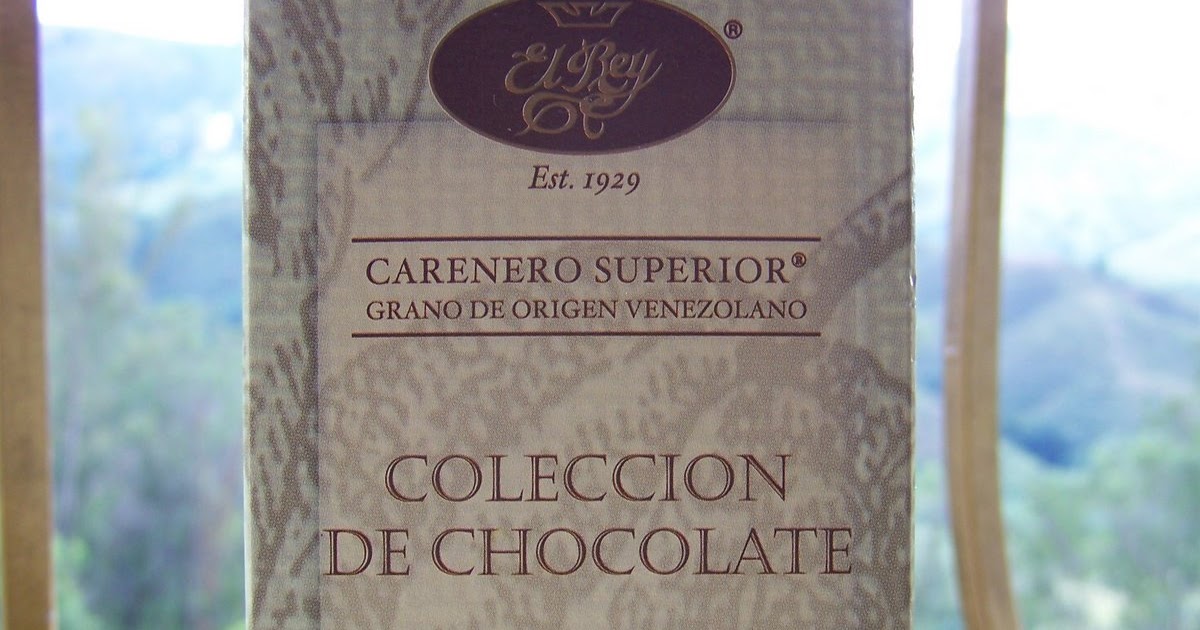 El Rey ®
Est. 1929
CARENERO SUPERIOR®
GRANO DE ORIGEN VENEZOLANO
COLECCION
DE CHOCOLATE